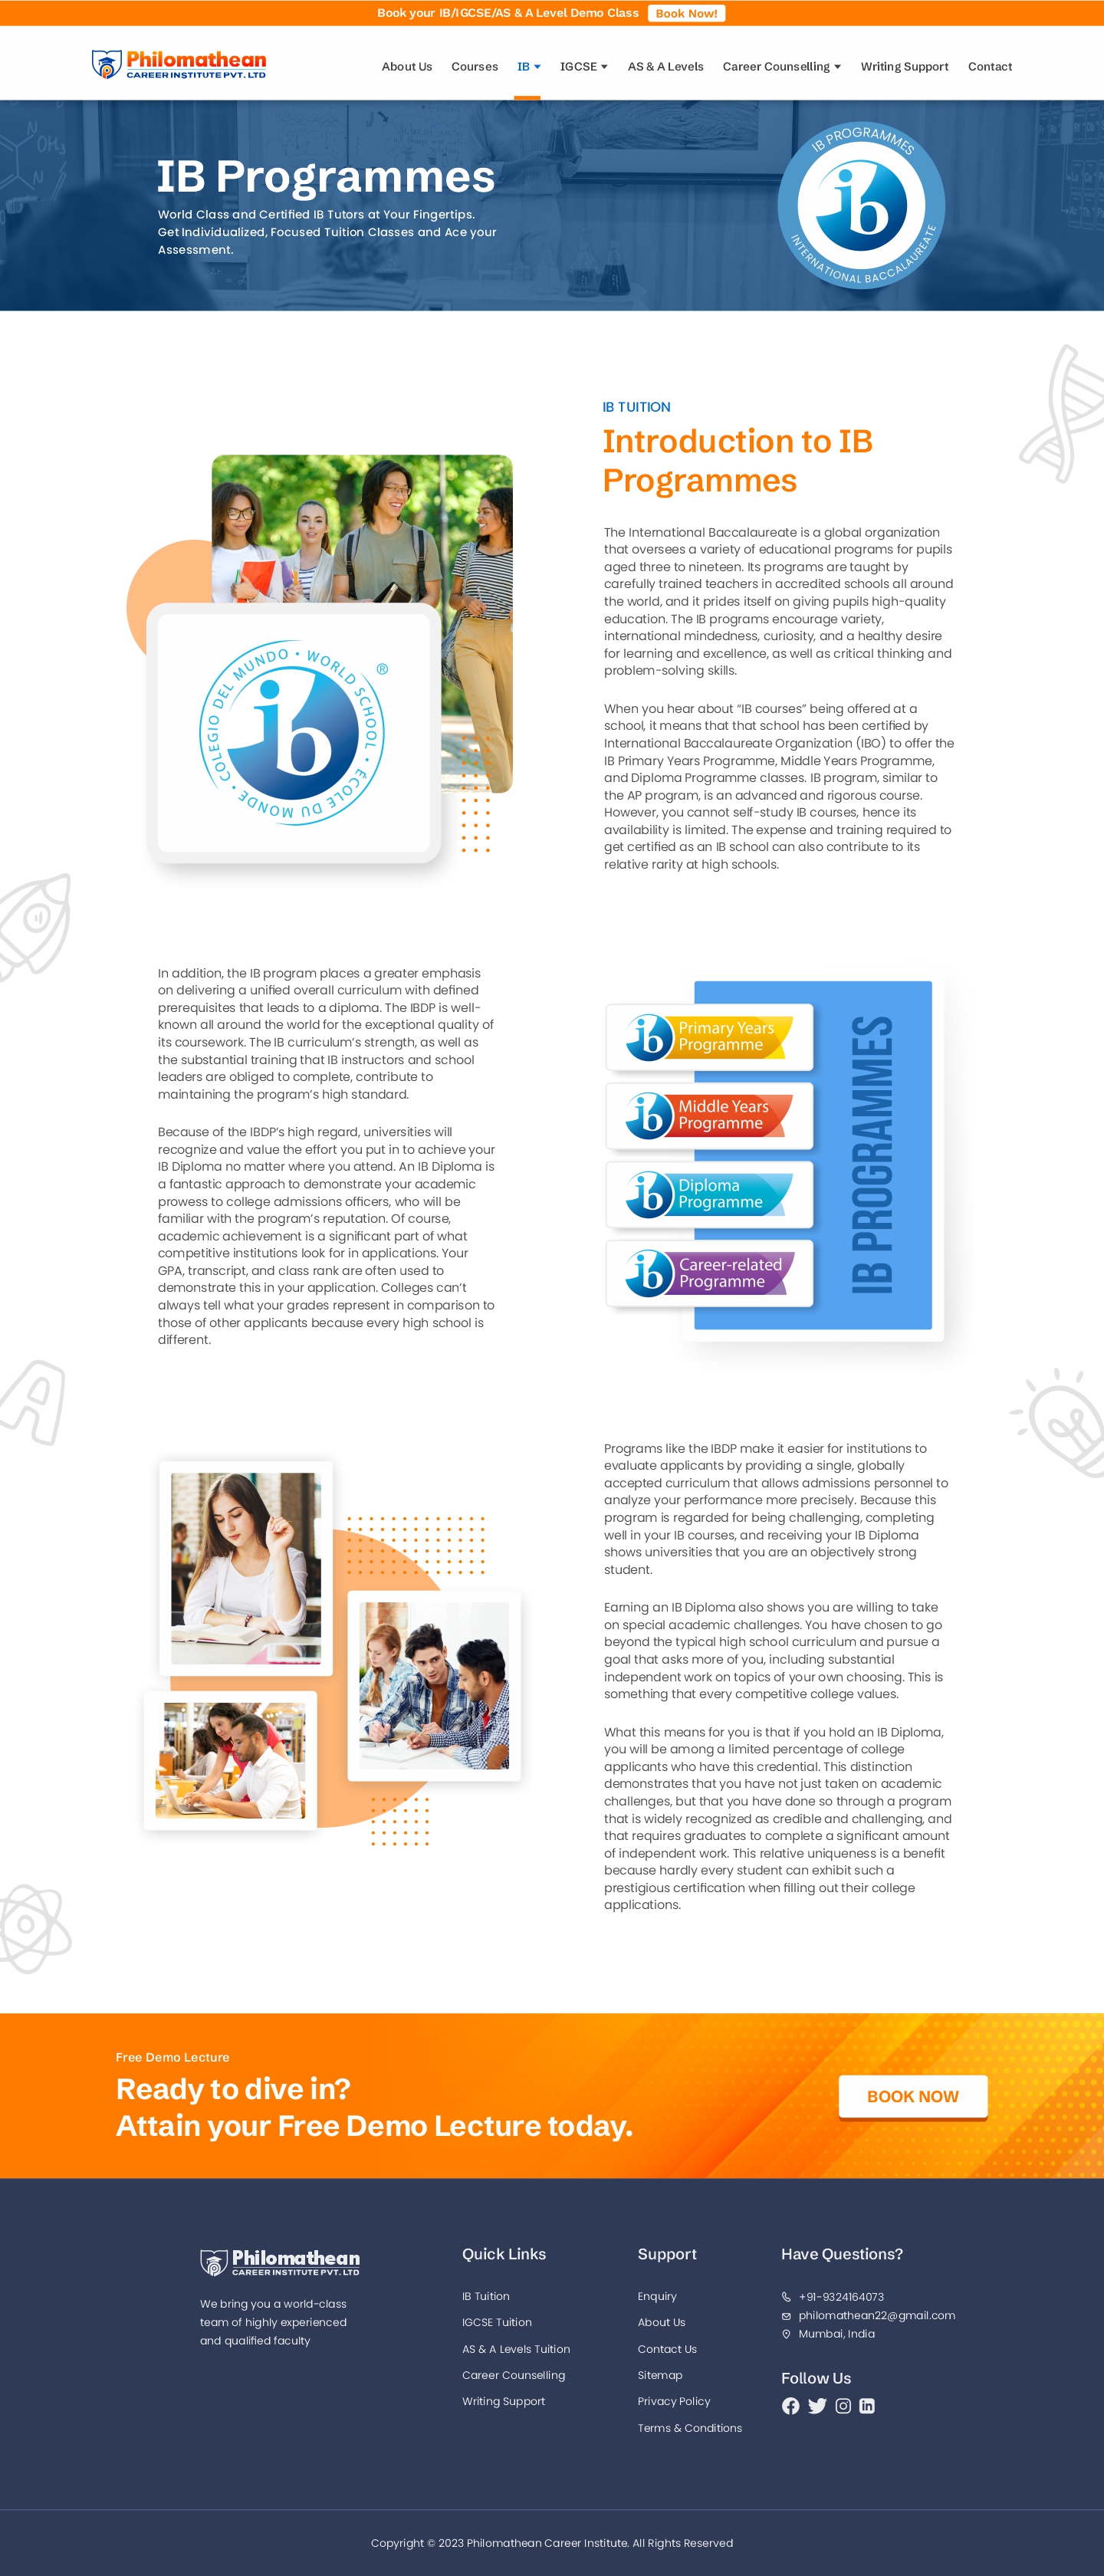 Book your IB/IGCSE/AS & A Level Demo Class Book Now!
Philomathean
CAREER INSTITUTE PVT. LTD
About Us Courses IB IGCSE AS & A Levels Career Counselling Writing Support Contact
IB Programmes
World Class and Certified IB Tutors at Your Fingertips.
Get Individualized, Focused Tuition Classes and Ace your
Assessment.
IB PROGRAMMES
ib
INTERNATIONAL BACCALAUREATE
IB TUITION
Introduction to IB
Programmes
The International Baccalaureate is a global organization
that oversees a variety of educational programs for pupils
aged three to nineteen. Its programs are taught by
carefully trained teachers in accredited schools all around
the world, and it prides itself on giving pupils high-quality
education. The IB programs encourage variety,
international mindedness, curiosity, and a healthy desire
for learning and excellence, as well as critical thinking and
problem-solving skills.
When you hear about “IB courses” being offered at a
school, it means that that school has been certified by
International Baccalaureate Organization (IBO) to offer the
IB Primary Years Programme, Middle Years Programme,
and Diploma Programme classes. IB program, similar to
the AP program, is an advanced and rigorous course.
However, you cannot self-study IB courses, hence its
availability is limited. The expense and training required to
get certified as an IB school can also contribute to its
relative rarity at high schools.
COLEGIO DEL MUNDO • WORLD SCHOOL • ÉCOLE DU MONDE • ®
ib
In addition, the IB program places a greater emphasis
on delivering a unified overall curriculum with defined
prerequisites that leads to a diploma. The IBDP is well-
known all around the world for the exceptional quality of
its coursework. The IB curriculum’s strength, as well as
the substantial training that IB instructors and school
leaders are obliged to complete, contribute to
maintaining the program’s high standard.
Because of the IBDP’s high regard, universities will
recognize and value the effort you put in to achieve your
IB Diploma no matter where you attend. An IB Diploma is
a fantastic approach to demonstrate your academic
prowess to college admissions officers, who will be
familiar with the program’s reputation. Of course,
academic achievement is a significant part of what
competitive institutions look for in applications. Your
GPA, transcript, and class rank are often used to
demonstrate this in your application. Colleges can’t
always tell what your grades represent in comparison to
those of other applicants because every high school is
different.
ib Primary Years
Programme
ib Middle Years
Programme
ib Diploma
Programme
ib Career-related
Programme
IB PROGRAMMES
Programs like the IBDP make it easier for institutions to
evaluate applicants by providing a single, globally
accepted curriculum that allows admissions personnel to
analyze your performance more precisely. Because this
program is regarded for being challenging, completing
well in your IB courses, and receiving your IB Diploma
shows universities that you are an objectively strong
student.
Earning an IB Diploma also shows you are willing to take
on special academic challenges. You have chosen to go
beyond the typical high school curriculum and pursue a
goal that asks more of you, including substantial
independent work on topics of your own choosing. This is
something that every competitive college values.
What this means for you is that if you hold an IB Diploma,
you will be among a limited percentage of college
applicants who have this credential. This distinction
demonstrates that you have not just taken on academic
challenges, but that you have done so through a program
that is widely recognized as credible and challenging, and
that requires graduates to complete a significant amount
of independent work. This relative uniqueness is a benefit
because hardly every student can exhibit such a
prestigious certification when filling out their college
applications.
Free Demo Lecture
Ready to dive in?
Attain your Free Demo Lecture today.
BOOK NOW
Philomathean
CAREER INSTITUTE PVT. LTD
We bring you a world-class
team of highly experienced
and qualified faculty
Quick Links
IB Tuition
IGCSE Tuition
AS & A Levels Tuition
Career Counselling
Writing Support
Support
Enquiry
About Us
Contact Us
Sitemap
Privacy Policy
Terms & Conditions
Have Questions?
+91-9324164073
philomathean22@gmail.com
Mumbai, India
Follow Us
Copyright © 2023 Philomathean Career Institute. All Rights Reserved